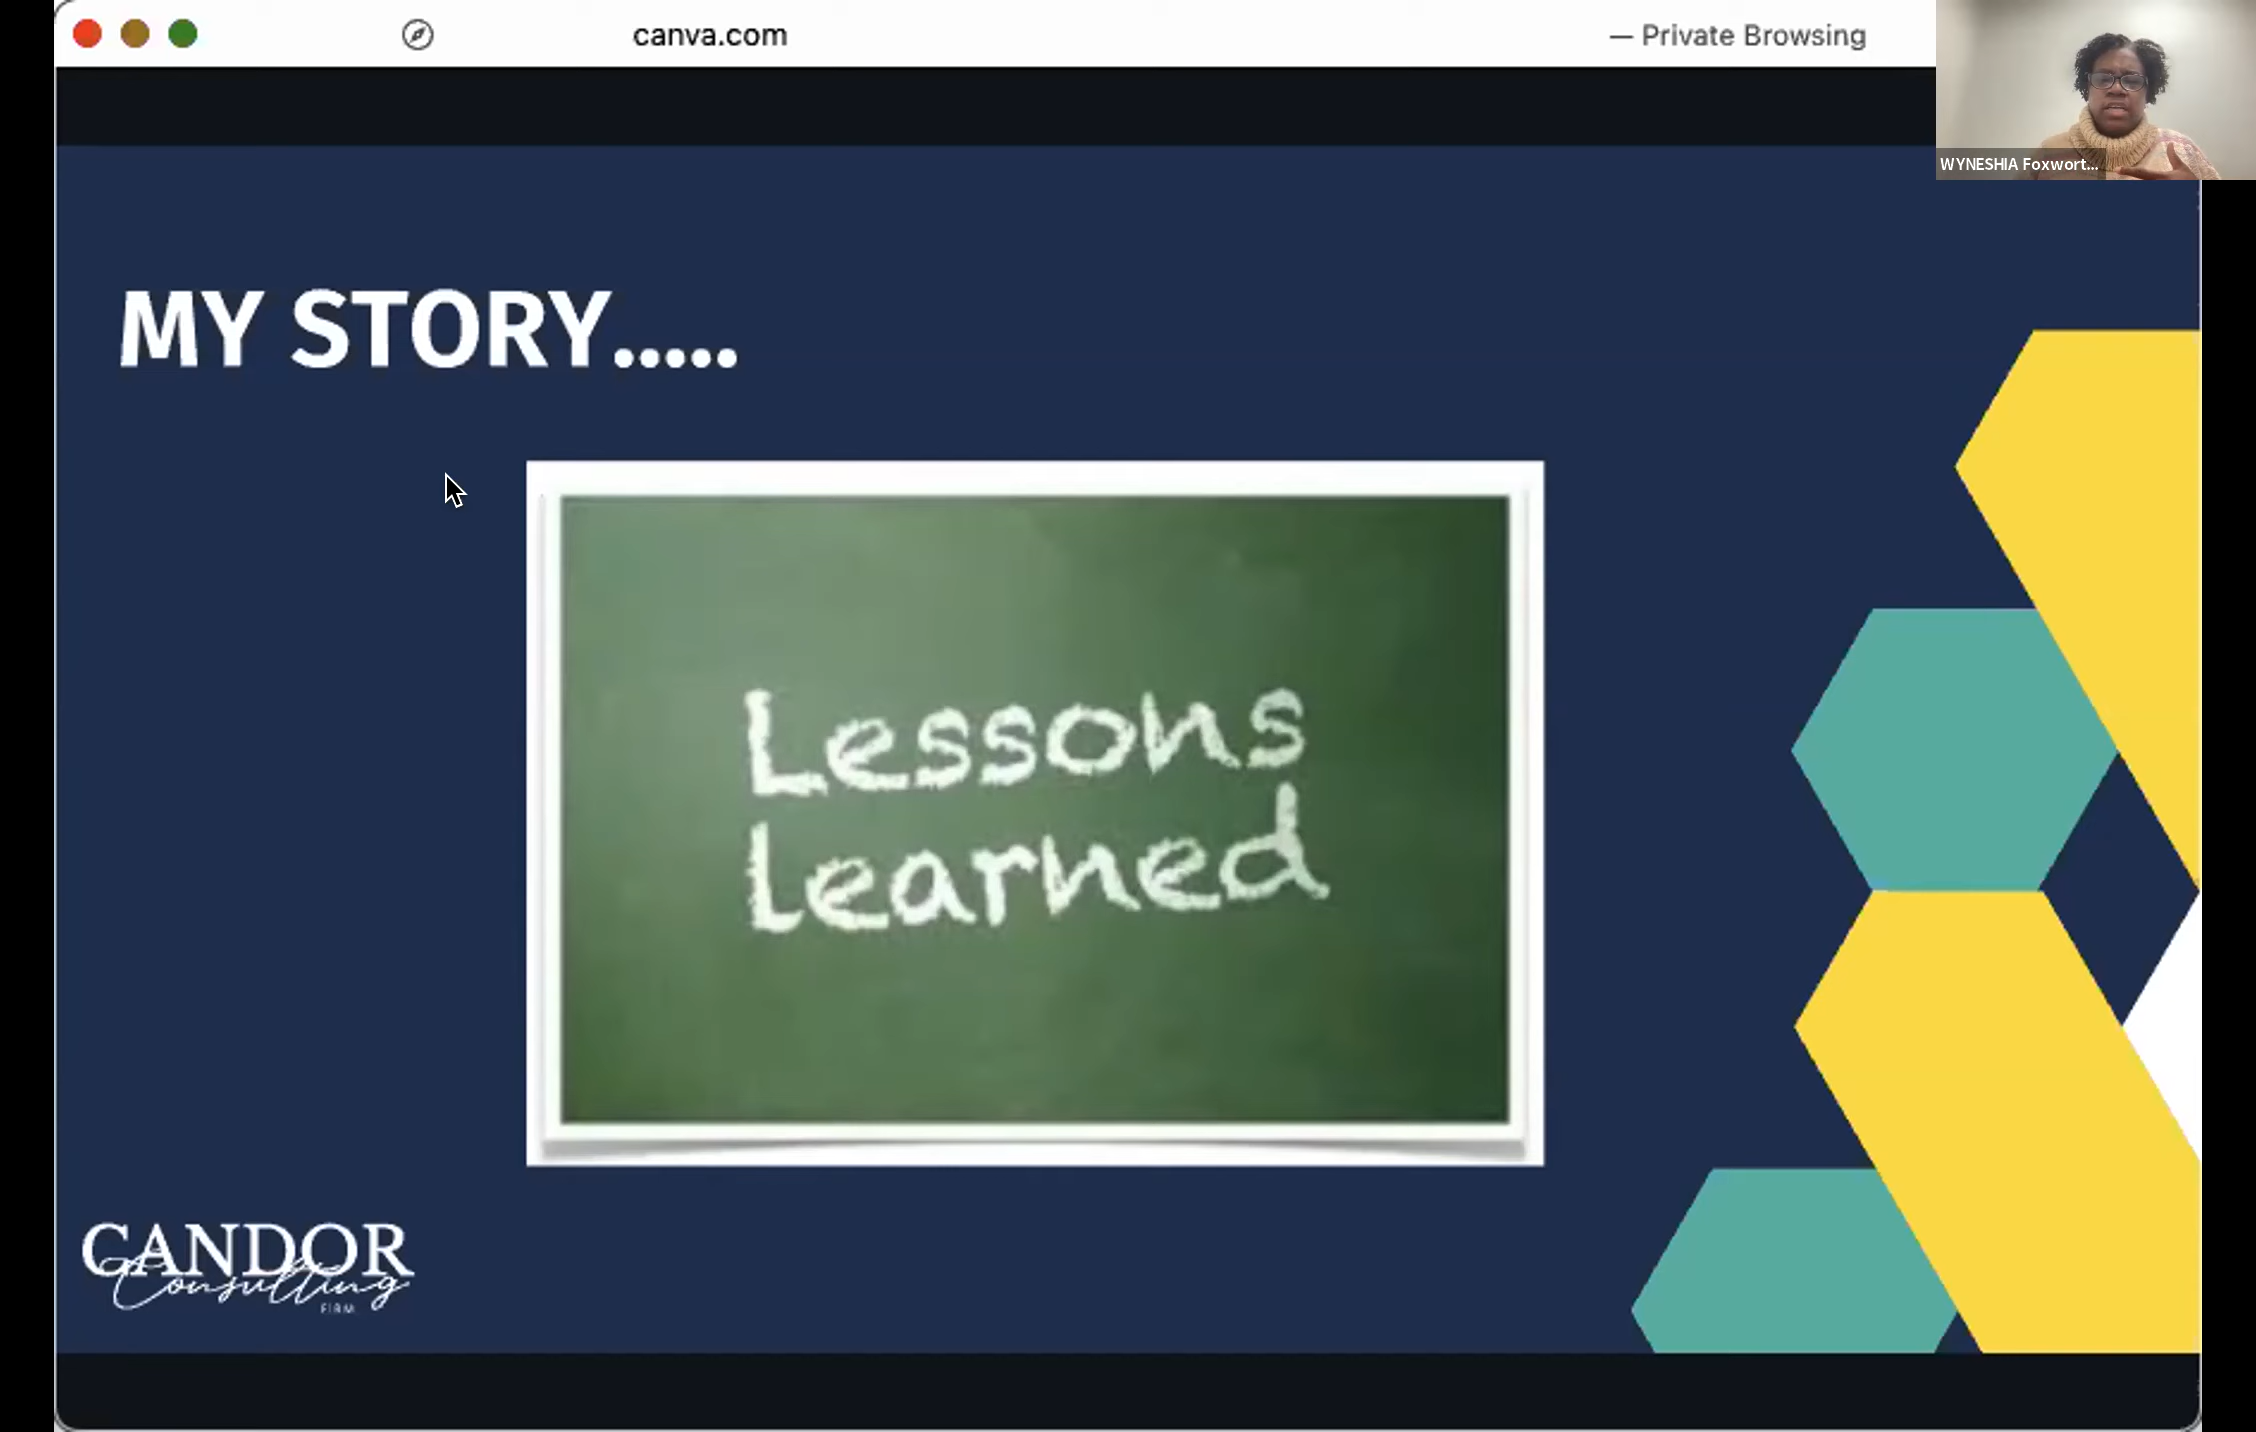 canva.com
— Private Browsing
WYNESHIA Foxwort...
MY STORY.....
Lessons
Learned
CANDOR
Consulting
FIRM